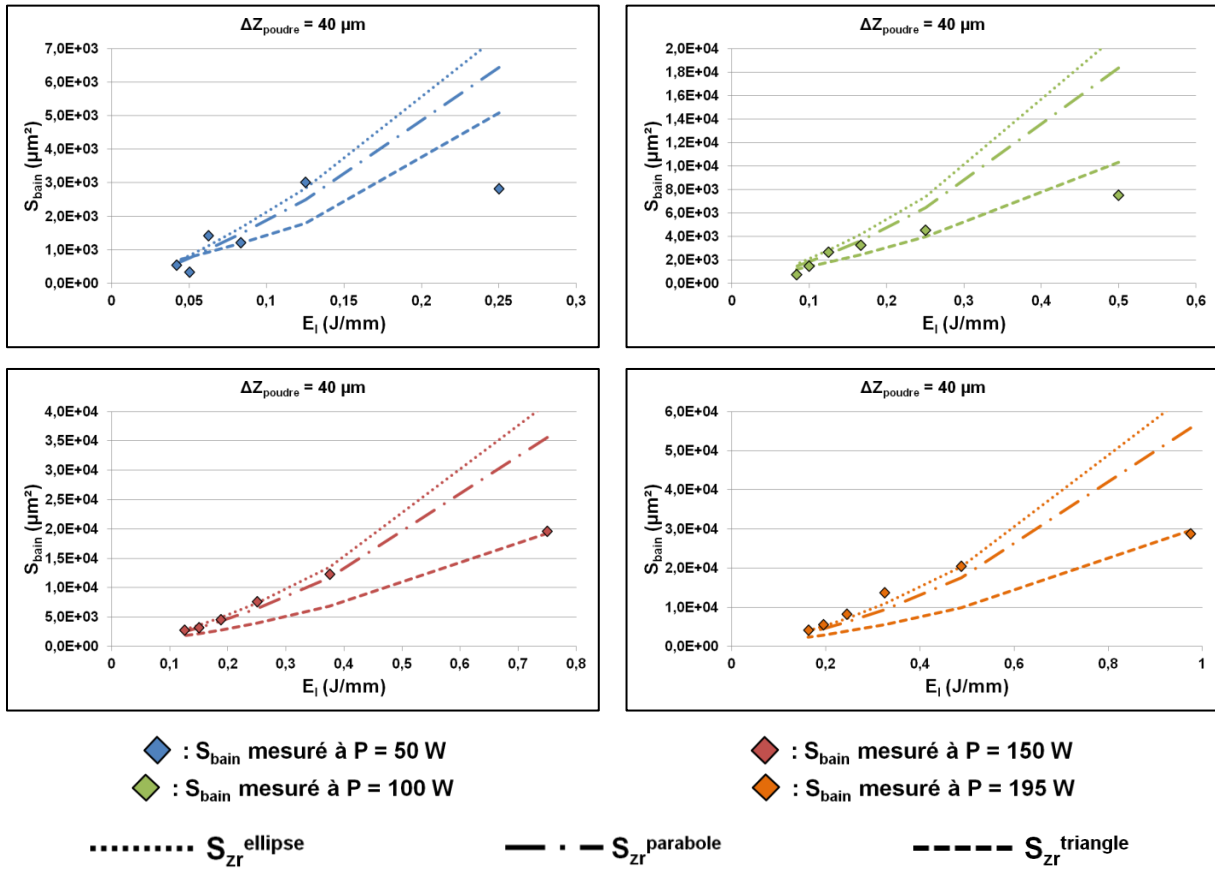 ΔZpoudre = 40 µm
7,0E+03
6,0E+03
5,0E+03
4,0E+03
3,0E+03
2,0E+03
1,0E+03
0,0E+00
Sbain (µm²)
0 0,05 0,1 0,15 0,2 0,25 0,3
El (J/mm)
ΔZpoudre = 40 µm
2,0E+04
1,8E+04
1,6E+04
1,4E+04
1,2E+04
1,0E+04
8,0E+03
6,0E+03
4,0E+03
2,0E+03
0,0E+00
Sbain (µm²)
0 0,1 0,2 0,3 0,4 0,5 0,6
El (J/mm)
ΔZpoudre = 40 µm
4,0E+04
3,5E+04
3,0E+04
2,5E+04
2,0E+04
1,5E+04
1,0E+04
5,0E+03
0,0E+00
Sbain (µm²)
0 0,1 0,2 0,3 0,4 0,5 0,6 0,7 0,8
El (J/mm)
ΔZpoudre = 40 µm
6,0E+04
5,0E+04
4,0E+04
3,0E+04
2,0E+04
1,0E+04
0,0E+00
Sbain (µm²)
0 0,2 0,4 0,6 0,8 1
El (J/mm)
: Sbain mesuré à P = 50 W
: Sbain mesuré à P = 150 W
: Sbain mesuré à P = 100 W
: Sbain mesuré à P = 195 W
Szr ellipse
Szr parabole
Szr triangle